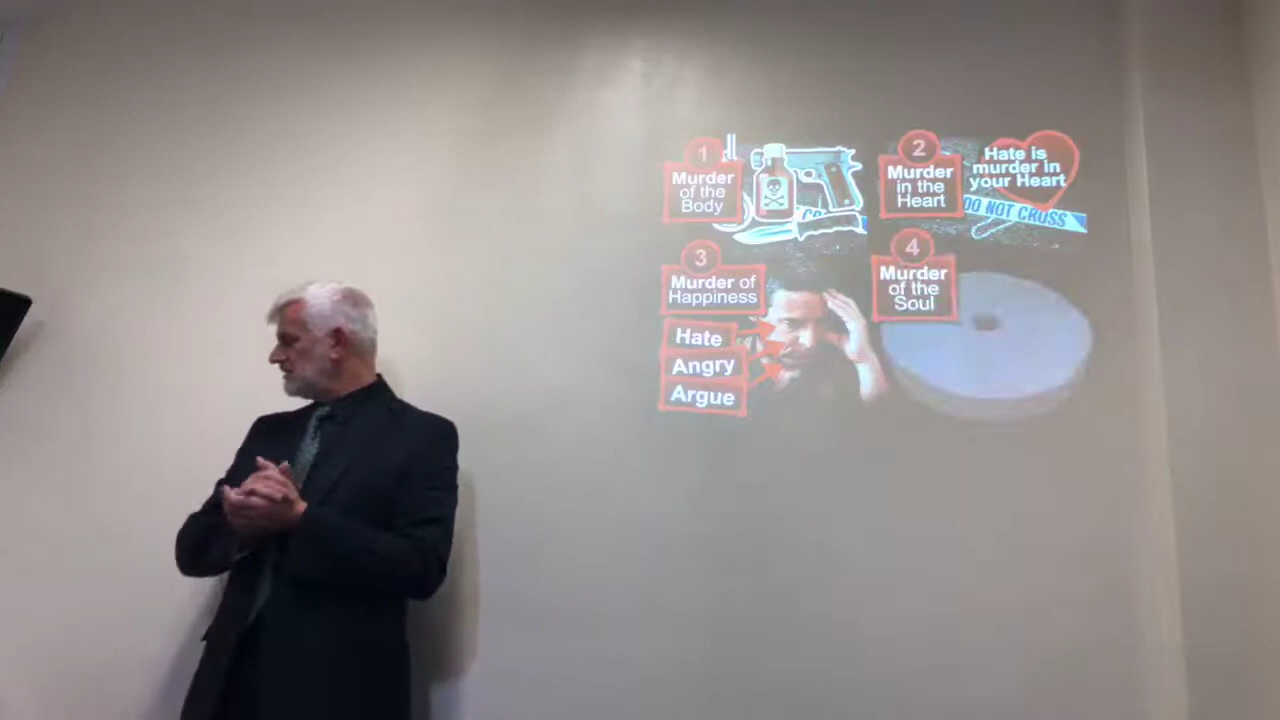 1
Murder
of the
Body
2
Murder
in the
Heart
Hate is
murder in
your Heart
DO NOT CROSS
3
Murder of
Happiness
Hate
Angry
Argue
4
Murder
of the
Soul